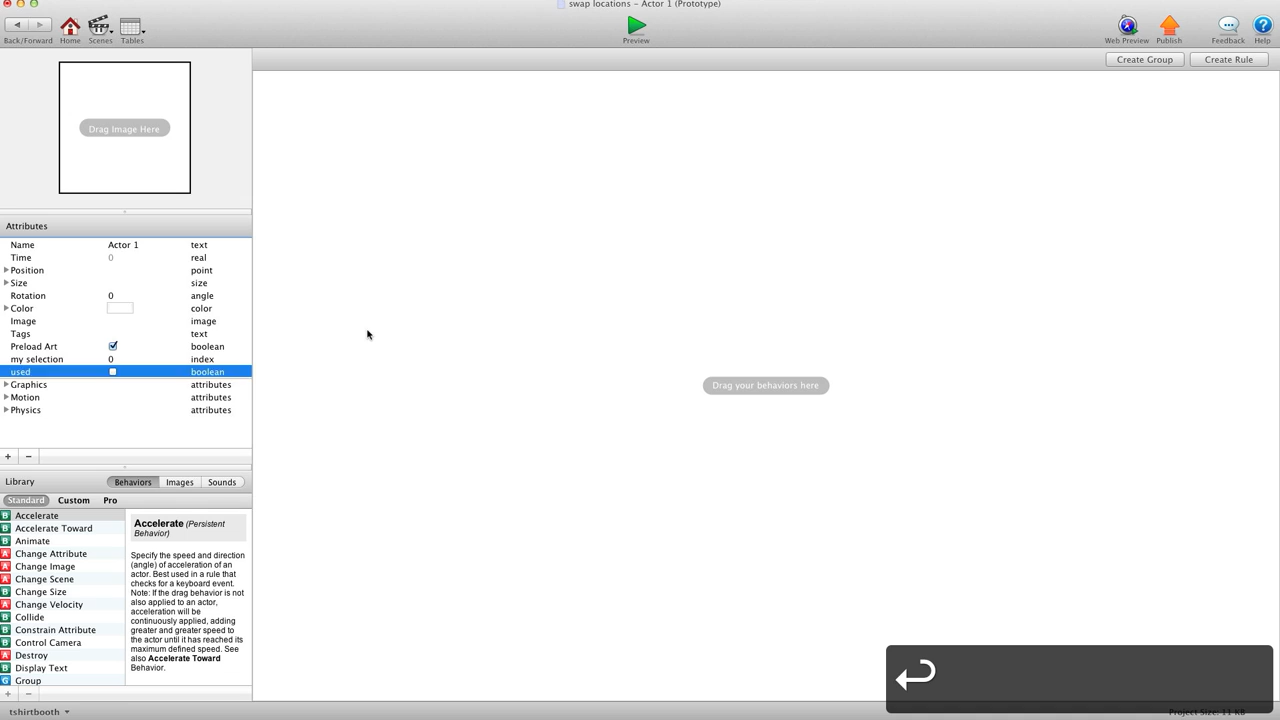 swap locations – Actor 1 (Prototype)
Back/Forward Home Scenes Tables Preview Web Preview Publish Feedback Help
Create Group Create Rule
Drag Image Here
Attributes
Name Actor 1 text
Time 0 real
Position point
Size size
Rotation 0 angle
Color color
Image image
Tags text
Preload Art boolean
my selection 0 index
used boolean
Graphics attributes
Motion attributes
Physics attributes
Drag your behaviors here
+ −
Library Behaviors Images Sounds
Standard Custom Pro
B Accelerate
B Accelerate Toward
B Animate
A Change Attribute
A Change Image
A Change Scene
B Change Size
A Change Velocity
B Collide
B Constrain Attribute
B Control Camera
A Destroy
B Display Text
G Group
Accelerate (Persistent
Behavior)
Specify the speed and direction
(angle) of acceleration of an
actor. Best used in a rule that
checks for a keyboard event.
Note: If the drag behavior is not
also applied to an actor,
acceleration will be
continuously applied, adding
greater and greater speed to
the actor until it has reached its
maximum defined speed. See
also Accelerate Toward
Behavior.
+ −
tshirtbooth
Project Size: 11 KB